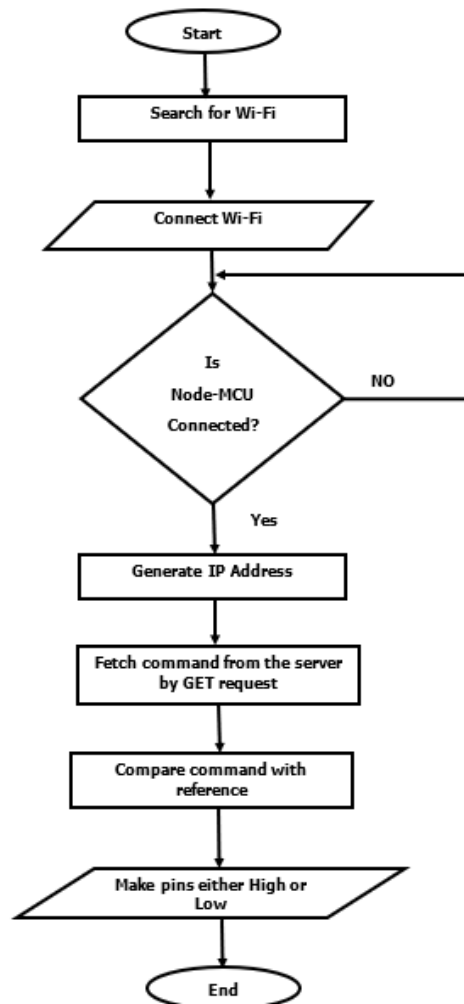 Start
Search for Wi-Fi
Connect Wi-Fi
Is
Node-MCU
Connected?
NO
Yes
Generate IP Address
Fetch command from the server
by GET request
Compare command with
reference
Make pins either High or
Low
End